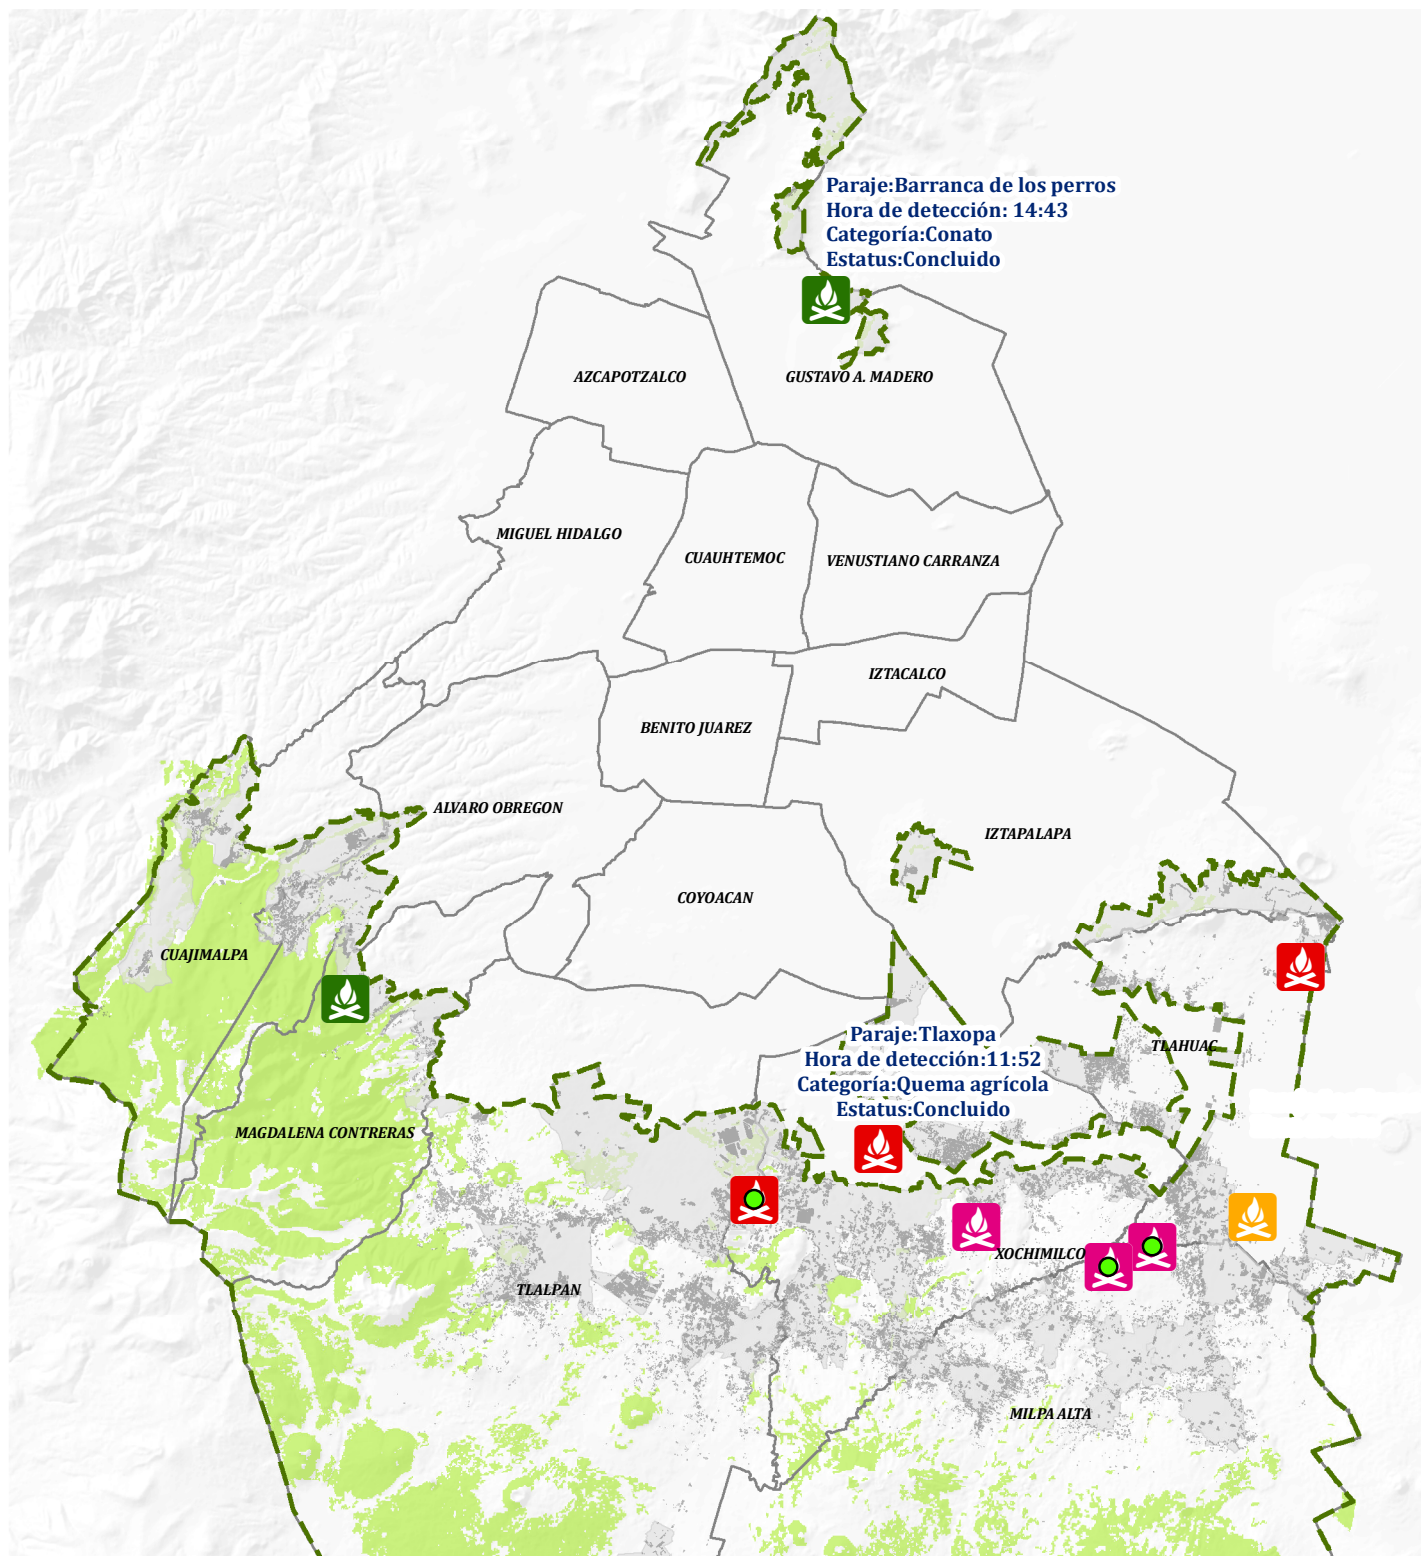 Paraje:Barranca de los perros
Hora de detección: 14:43
Categoría:Conato
Estatus:Concluido
AZCAPOTZALCO
GUSTAVO A. MADERO
MIGUEL HIDALGO
CUAUHTEMOC
VENUSTIANO CARRANZA
IZTACALCO
BENITO JUAREZ
ALVARO OBREGON
IZTAPALAPA
COYOACAN
CUAJIMALPA
Paraje:Tlaxopa
Hora de detección:11:52
Categoría:Quema agrícola
Estatus:Concluido
TLAHUAC
MAGDALENA CONTRERAS
XOCHIMILCO
TLALPAN
MILPA ALTA